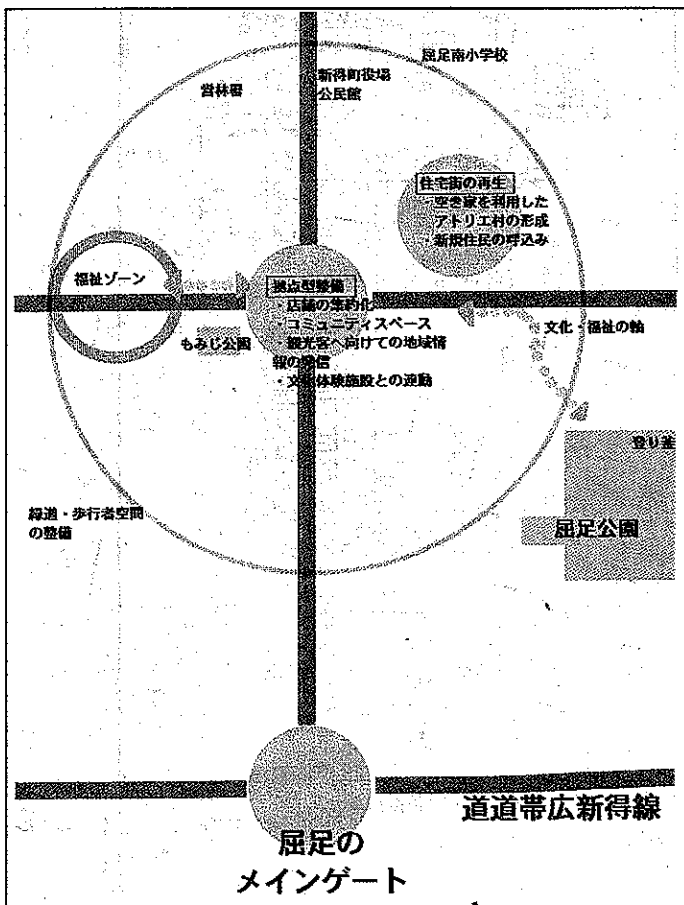 屈足南小学校
営林署
新得町役場
公民館
住宅街の再生
・空き家を利用した
アトリエ村の形成
・新規住民の呼込み
福祉ゾーン
拠点型整備
・店舗の集約化
・コミュニティスペース
・観光客へ向けての地域情
報の発信
・文化体験施設との連動
もみじ公園
文化・福祉の軸
登り窯
屈足公園
緑道・歩行者空間
の整備
道道帯広新得線
屈足の
メインゲート